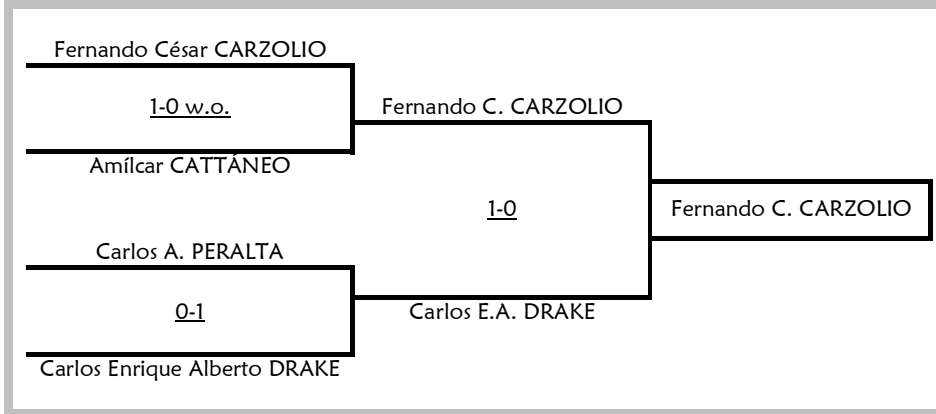 Fernando César CARZOLIO
1-0 w.o.
Amílcar CATTÁNEO
Carlos A. PERALTA
0-1
Carlos Enrique Alberto DRAKE
Fernando C. CARZOLIO
1-0
Carlos E.A. DRAKE
Fernando C. CARZOLIO